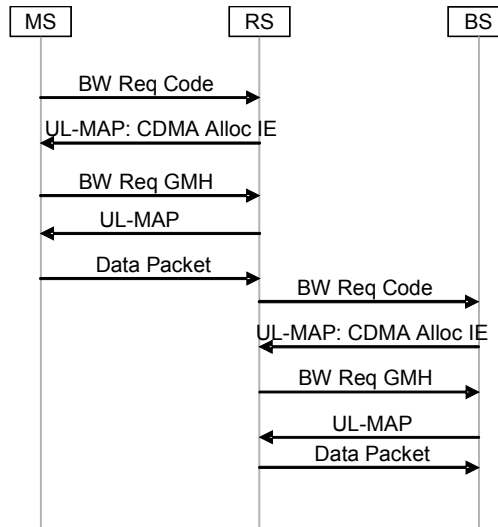 MS RS BS
BW Req Code
UL-MAP: CDMA Alloc IE
BW Req GMH
UL-MAP
Data Packet
BW Req Code
UL-MAP: CDMA Alloc IE
BW Req GMH
UL-MAP
Data Packet